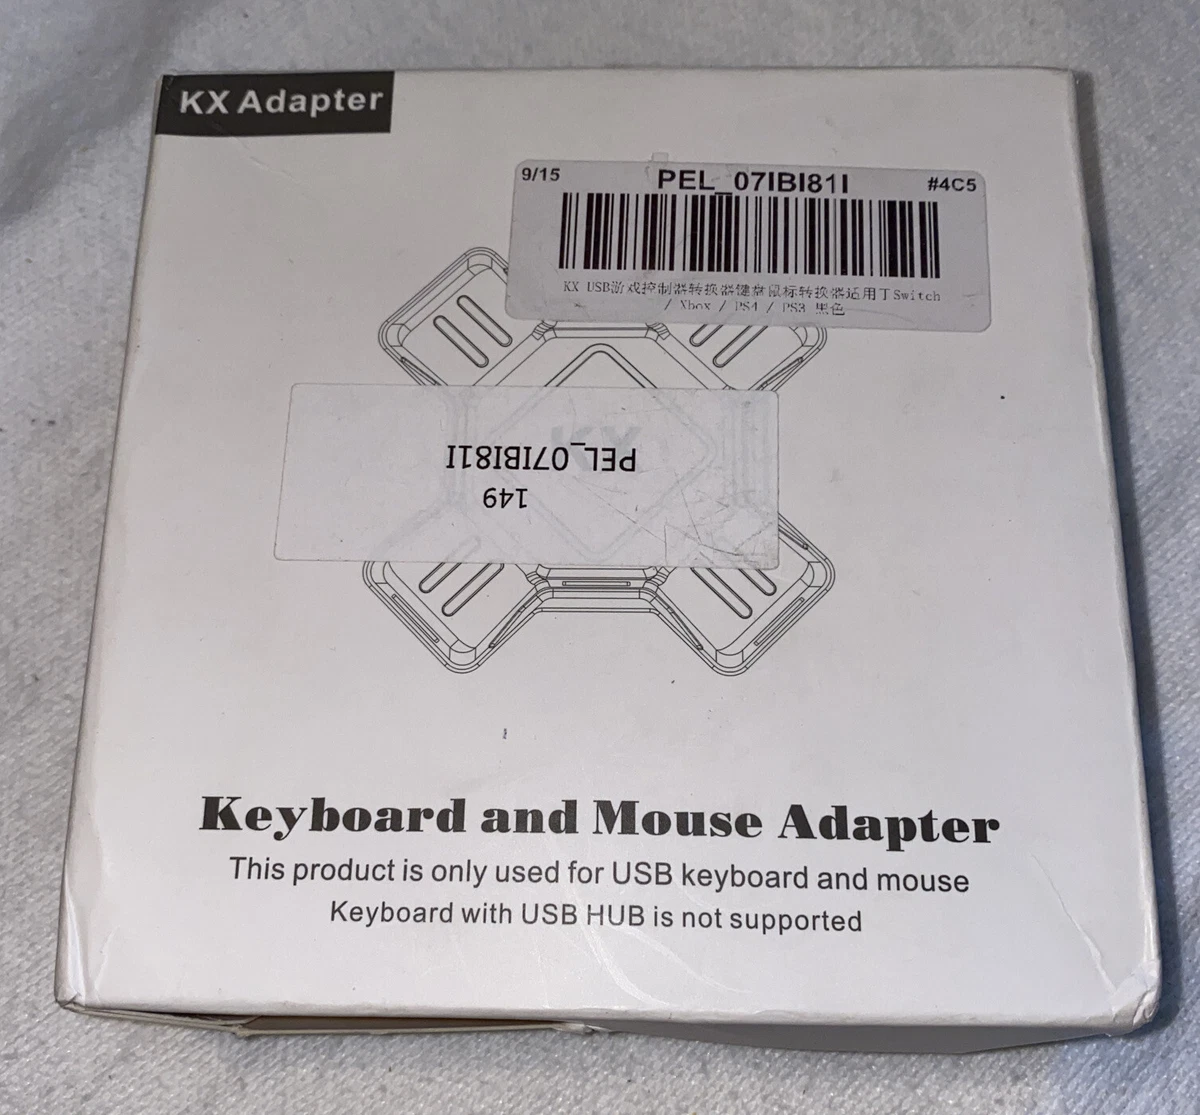 KX Adapter
9/15 PEL_07IBI81I #4C5
KX USB游戏控制器转换器键盘鼠标转换器适用于Switch
/ Xbox / PS4 / PS3 黑色
KX
PEL_07IBI81I
149
Keyboard and Mouse Adapter
This product is only used for USB keyboard and mouse
Keyboard with USB HUB is not supported